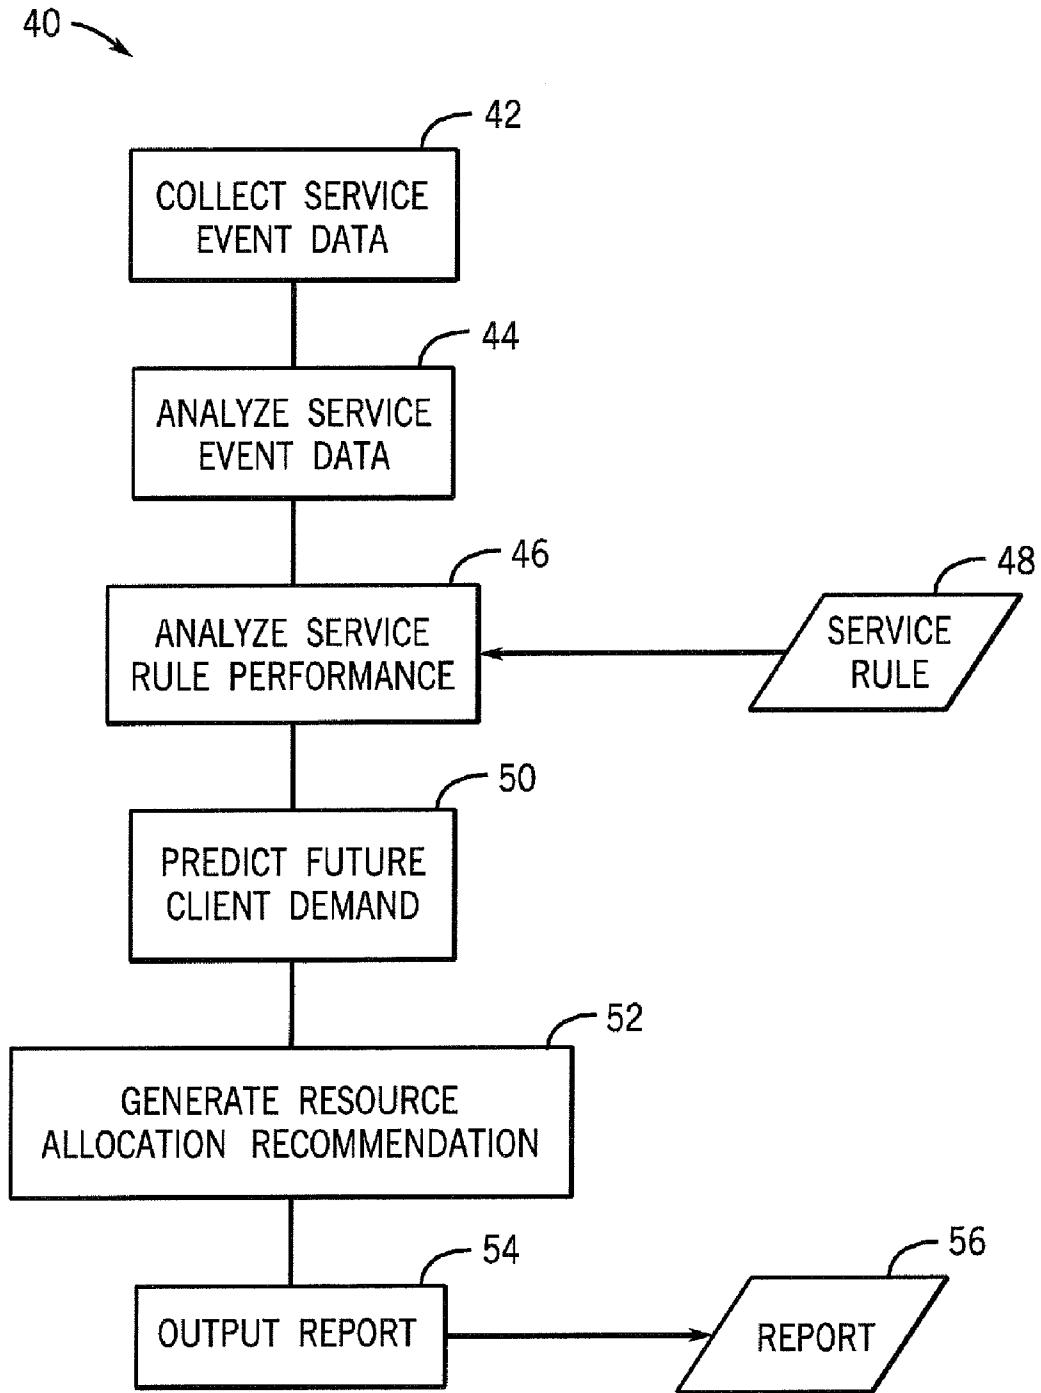 40
42
COLLECT SERVICE
EVENT DATA
44
ANALYZE SERVICE
EVENT DATA
46
ANALYZE SERVICE
RULE PERFORMANCE
48
SERVICE
RULE
50
PREDICT FUTURE
CLIENT DEMAND
52
GENERATE RESOURCE
ALLOCATION RECOMMENDATION
54
OUTPUT REPORT
56
REPORT